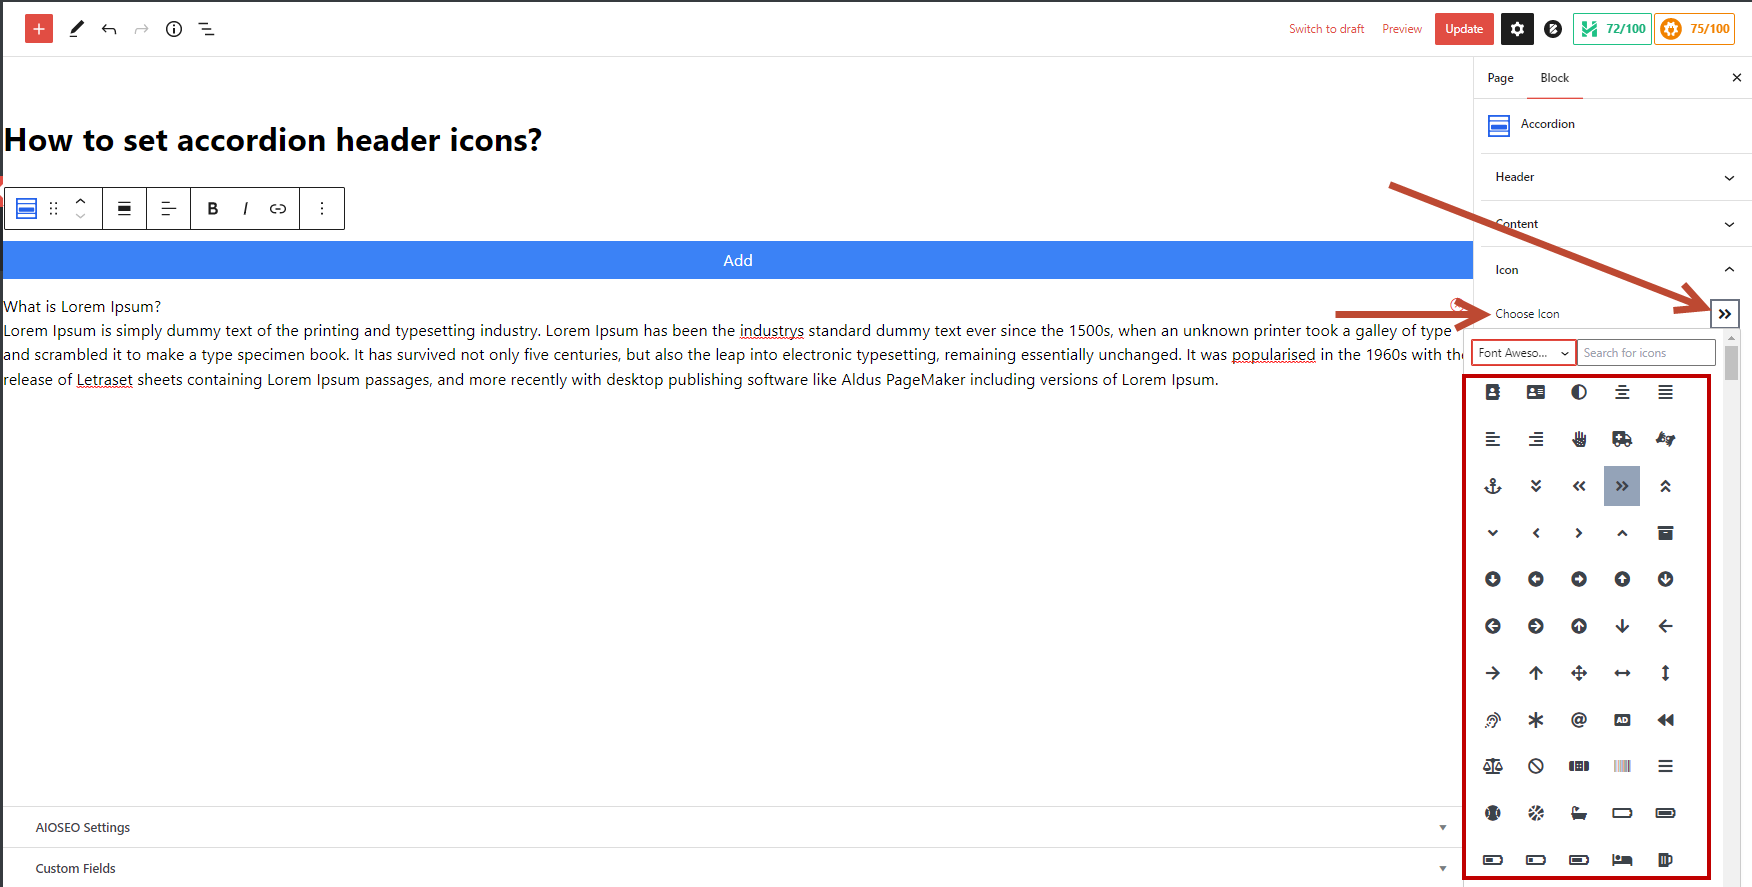 Switch to draft
Preview
Update
72/100
75/100
Page
Block
Accordion
Header
Content
Icon
Choose Icon
Font Aweso...
Search for icons
AD
How to set accordion header icons?
B I
Add
What is Lorem Ipsum?
Lorem Ipsum is simply dummy text of the printing and typesetting industry. Lorem Ipsum has been the industrys standard dummy text ever since the 1500s, when an unknown printer took a galley of type
and scrambled it to make a type specimen book. It has survived not only five centuries, but also the leap into electronic typesetting, remaining essentially unchanged. It was popularised in the 1960s with the
release of Letraset sheets containing Lorem Ipsum passages, and more recently with desktop publishing software like Aldus PageMaker including versions of Lorem Ipsum.
AIOSEO Settings
Custom Fields